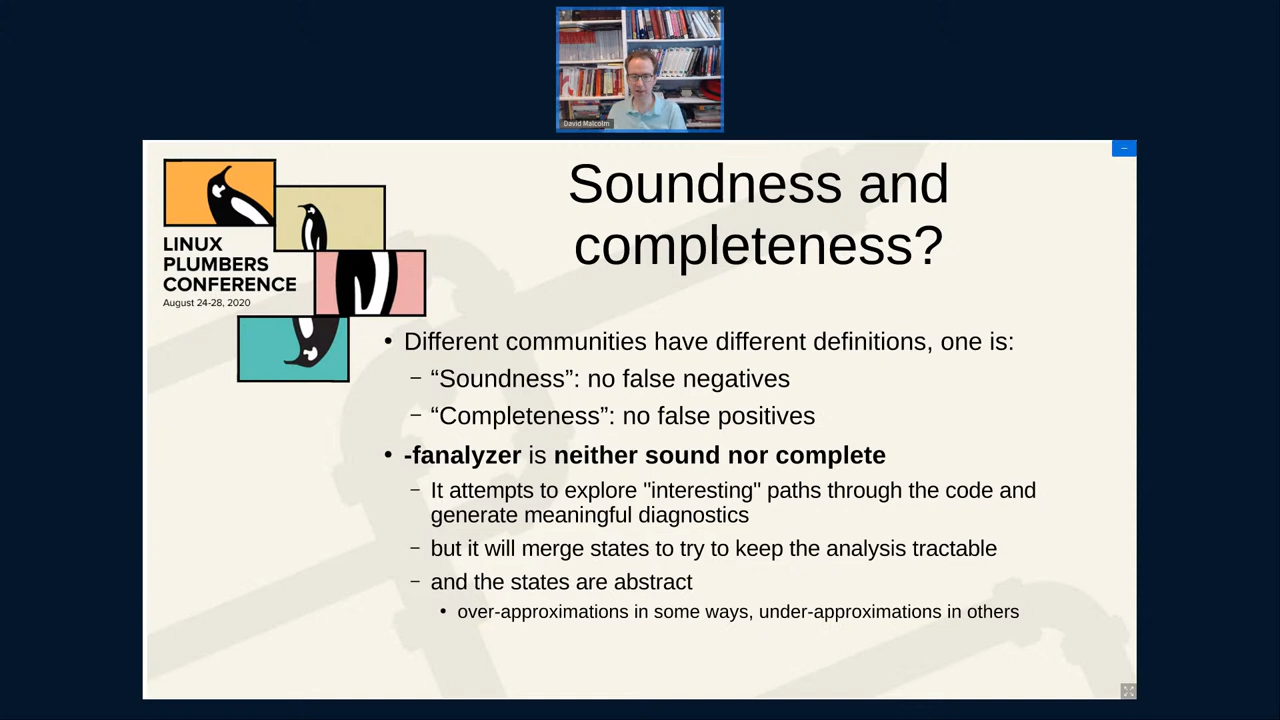 David Malcolm
LINUX
PLUMBERS
CONFERENCE
August 24-28, 2020
Soundness and
completeness?
• Different communities have different definitions, one is:
– “Soundness”: no false negatives
– “Completeness”: no false positives
• -fanalyzer is neither sound nor complete
– It attempts to explore "interesting" paths through the code and
generate meaningful diagnostics
– but it will merge states to try to keep the analysis tractable
– and the states are abstract
• over-approximations in some ways, under-approximations in others